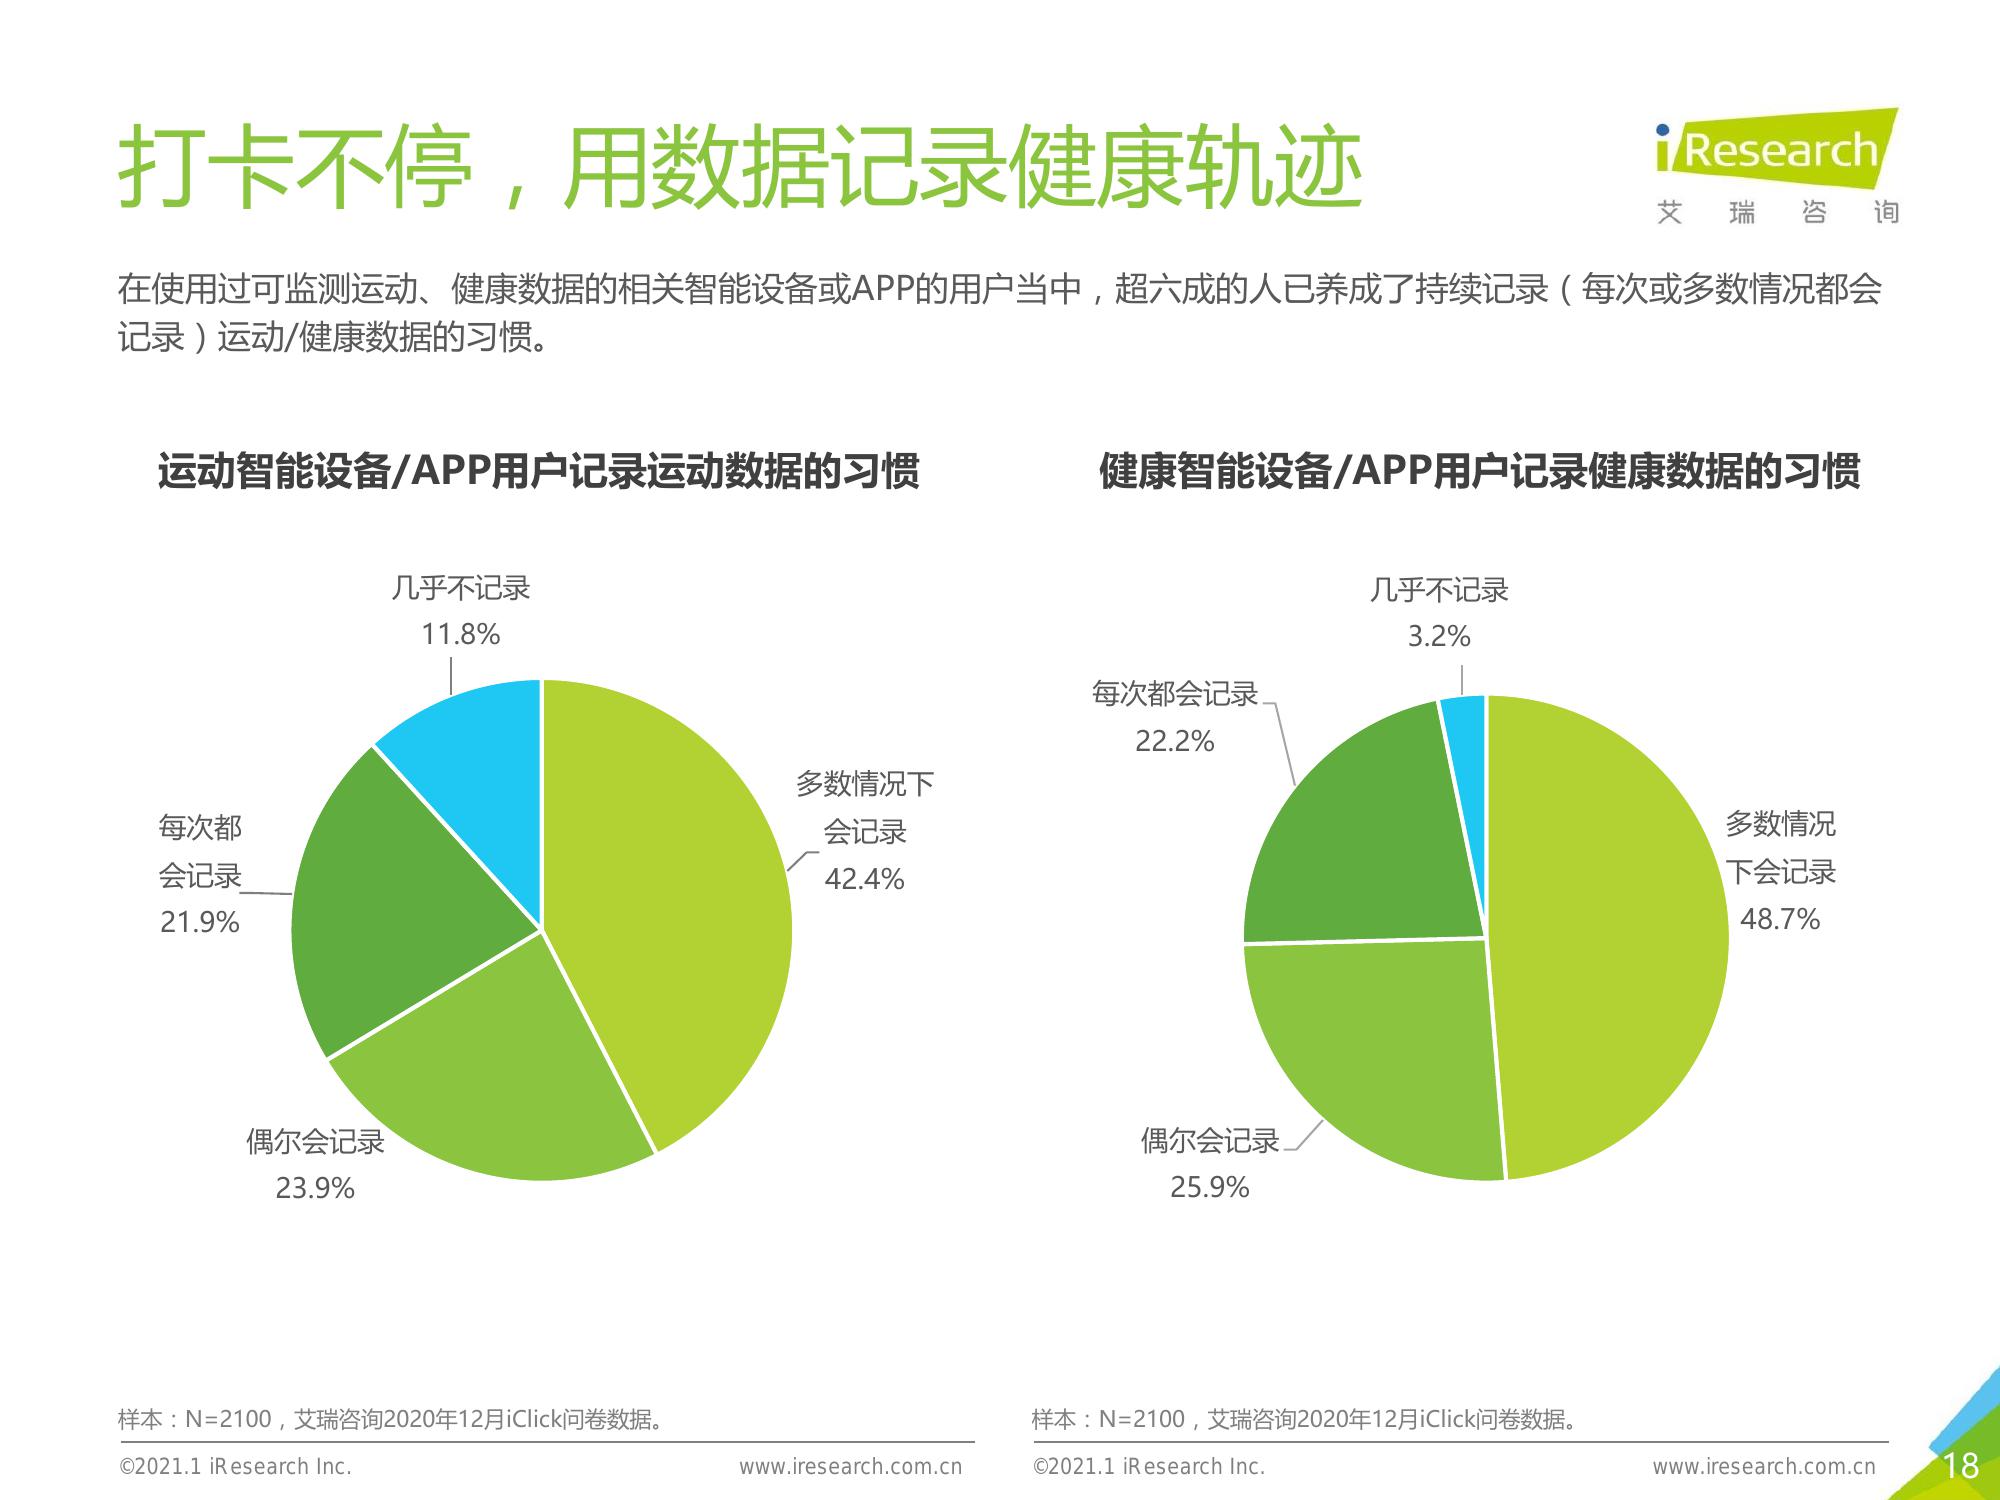 打卡不停，用数据记录健康轨迹
iResearch
艾瑞咨询
在使用过可监测运动、健康数据的相关智能设备或APP的用户当中，超六成的人已养成了持续记录（每次或多数情况都会
记录）运动/健康数据的习惯。
运动智能设备/APP用户记录运动数据的习惯
几乎不记录
11.8%
多数情况下
会记录
42.4%
每次都
会记录
21.9%
偶尔会记录
23.9%
健康智能设备/APP用户记录健康数据的习惯
几乎不记录
3.2%
每次都会记录
22.2%
多数情况
下会记录
48.7%
偶尔会记录
25.9%
样本：N=2100，艾瑞咨询2020年12月iClick问卷数据。
样本：N=2100，艾瑞咨询2020年12月iClick问卷数据。
©2021.1 iResearch Inc.
www.iresearch.com.cn
©2021.1 iResearch Inc.
www.iresearch.com.cn
18